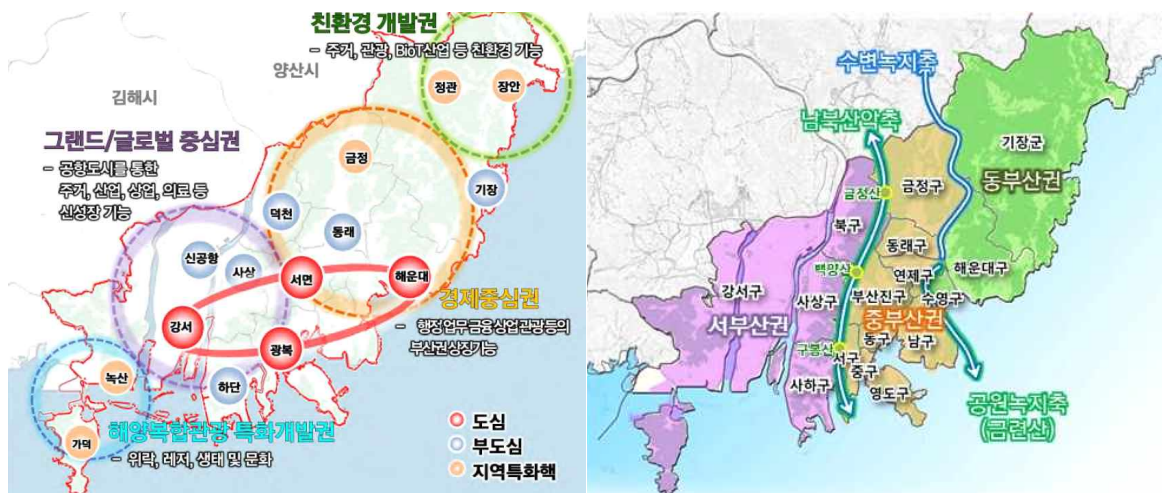 친환경 개발권
- 주거, 관광, BIoT산업 등 친환경 기능
양산시
김해시
정관
장안
그랜드/글로벌 중심권
- 공항도시를 통한
주거, 산업, 상업, 의료 등
신성장 기능
금정
기장
덕천
동래
신공항
사상
서면
해운대
경제중심권
- 행정업무금융상업관광등의
부산권상징기능
강서
광복
녹산
하단
해양복합관광 특화개발권
- 위락, 레저, 생태 및 문화
가덕
도심
부도심
지역특화핵
수변녹지축
남북산악축
기장군
동부산권
금정산
금정구
북구
동래구
백양산
연제구
해운대구
강서구
사상구
부산진구
수영구
서부산권
중부산권
구봉산
동구
남구
서구
중구
사하구
영도구
공원녹지축
(금련산)